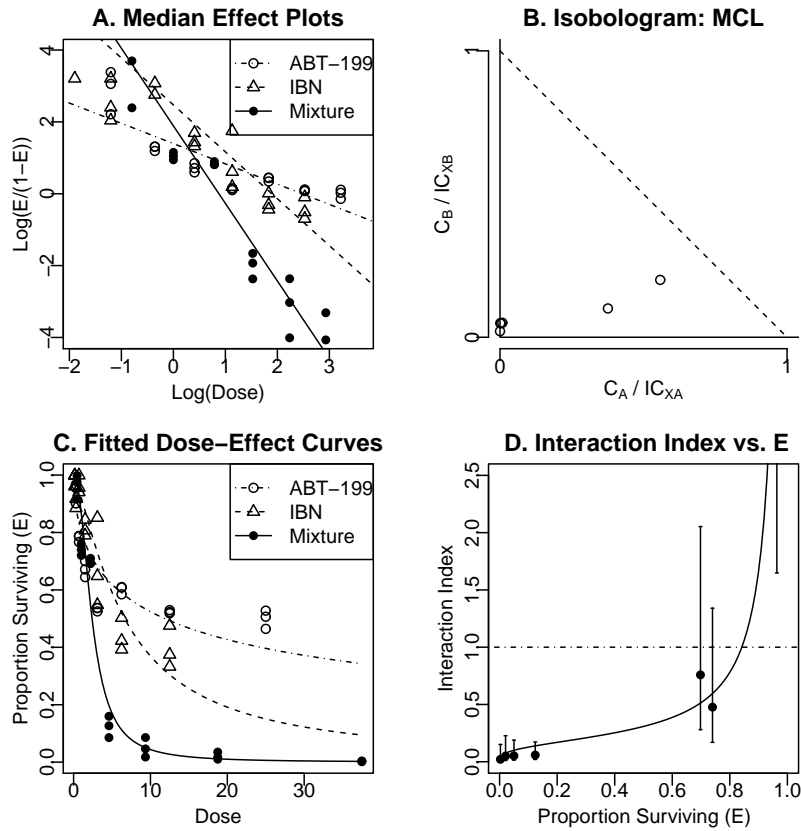 A. Median Effect Plots
Log(E/(1−E))
4
2
0
−2
−4
ABT−199
IBN
Mixture
−2 −1 0 1 2 3
Log(Dose)
B. Isobologram: MCL
C_B / IC_XB
1
0
0 1
C_A / IC_XA
C. Fitted Dose−Effect Curves
Proportion Surviving (E)
1.0
0.8
0.6
0.4
0.2
0.0
ABT−199
IBN
Mixture
0 10 20 30
Dose
D. Interaction Index vs. E
Interaction Index
2.5
2.0
1.5
1.0
0.5
0.0
0.0 0.2 0.4 0.6 0.8 1.0
Proportion Surviving (E)